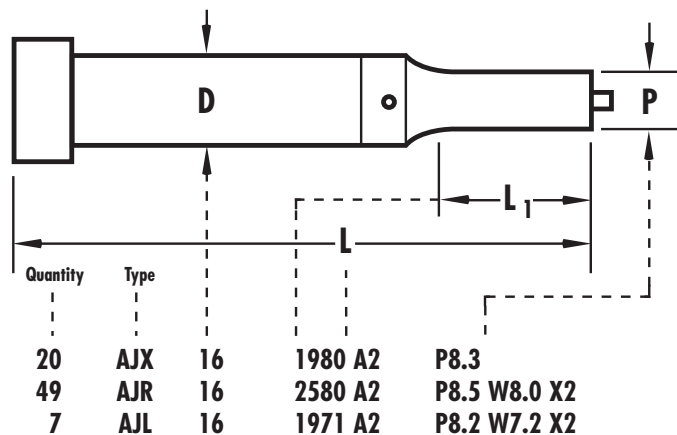 D
P
L1
L
Quantity Type
20 AJX 16 1980 A2 P8.3
49 AJR 16 2580 A2 P8.5 W8.0 X2
7 AJL 16 1971 A2 P8.2 W7.2 X2